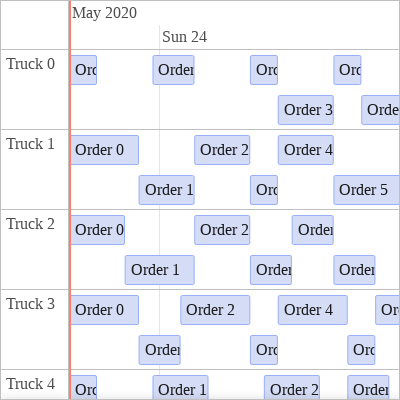 May 2020
Sun 24
Truck 0
Orc Order Orc Orc
Order 3 Orde
Truck 1
Order 0 Order 2 Order 4
Order 1 Orc Order 5
Truck 2
Order 0 Order 2 Order
Order 1 Order Order
Truck 3
Order 0 Order 2 Order 4 Or
Order Orc Orc
Truck 4
Orc Order 1 Order 2 Order